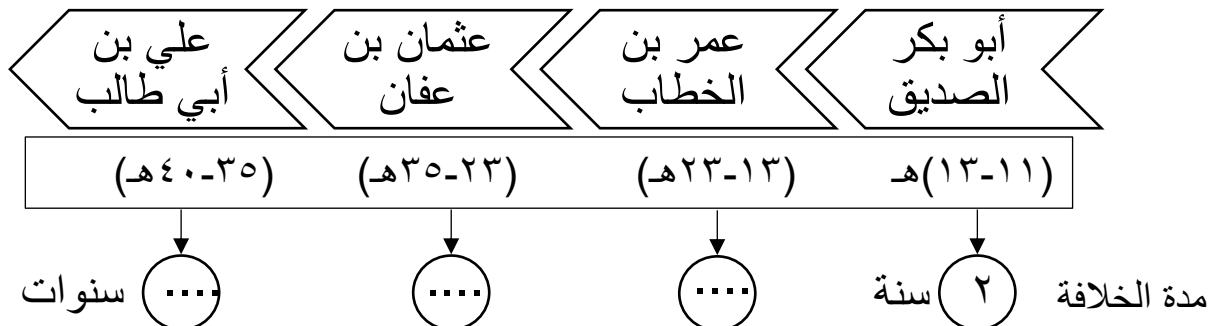 أبو بكر
الصديق
عمر بن
الخطاب
عثمان بن
عفان
علي بن
أبي طالب
(١١-١٣)هـ
(١٣-٢٣هـ)
(٢٣-٣٥هـ)
(٣٥-٤٠هـ)
مدة الخلافة ٢ سنة .... .... .... سنوات